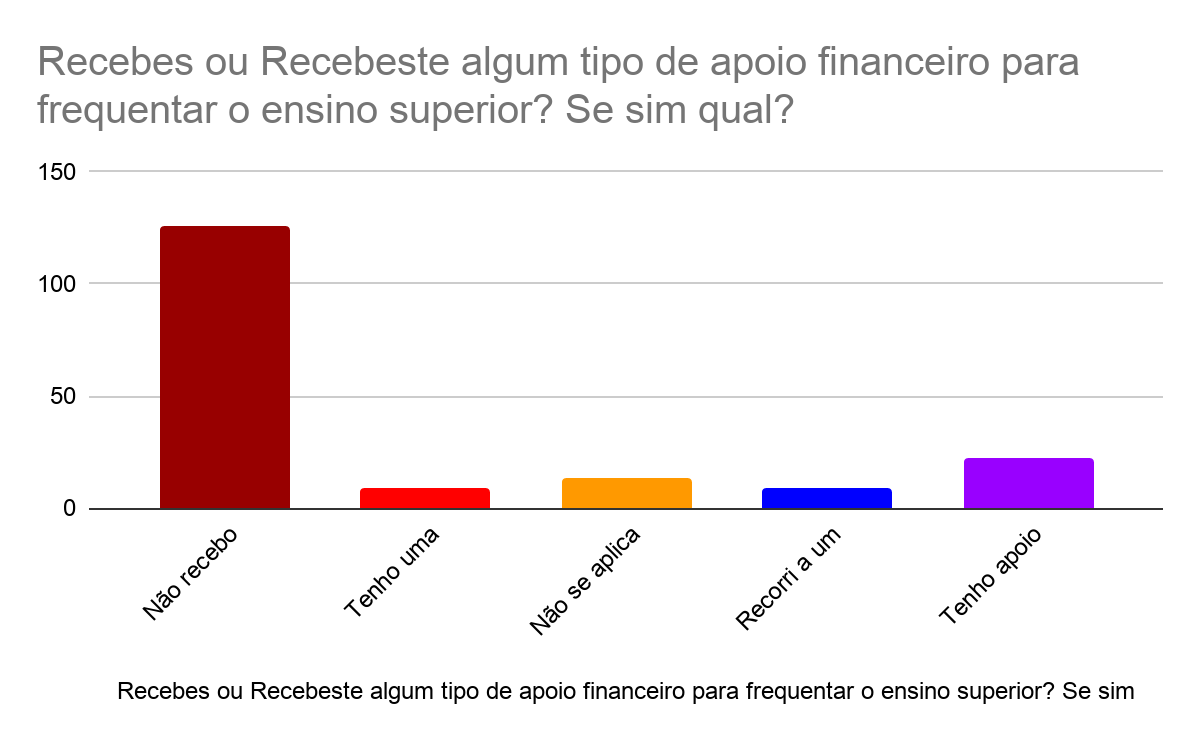 Recebes ou Recebeste algum tipo de apoio financeiro para
frequentar o ensino superior? Se sim qual?
150
100
50
0
Não recebo
Tenho uma
Não se aplica
Recorri a um
Tenho apoio
Recebes ou Recebeste algum tipo de apoio financeiro para frequentar o ensino superior? Se sim